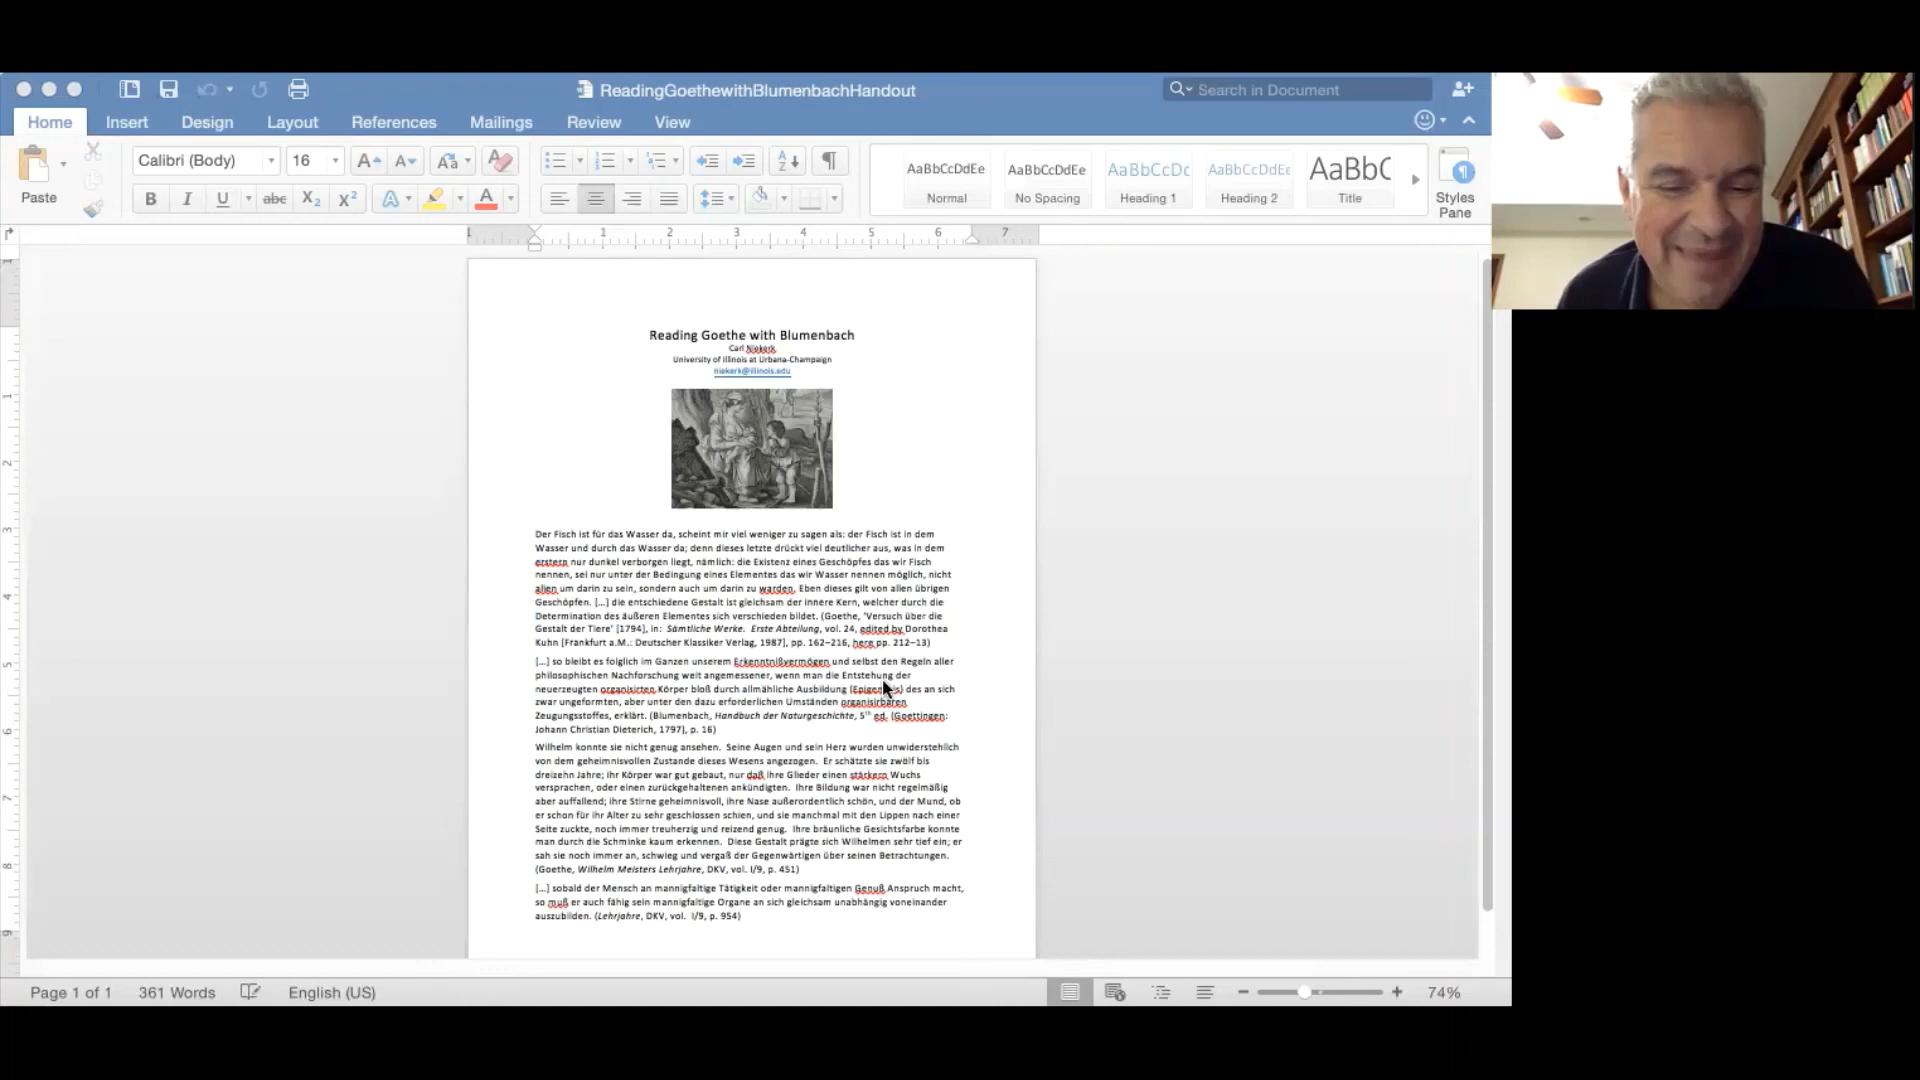 ReadingGoethewithBlumenbachHandout
Search in Document
Home Insert Design Layout References Mailings Review View
Paste
Calibri (Body) 16
AaBbCcDdEe AaBbCcDdEe AaBbCcDc AaBbCcDdEe AaBbC
Normal No Spacing Heading 1 Heading 2 Title
Styles
Pane
1 1 2 3 4 5 6 7
Reading Goethe with Blumenbach
Carl Niekerk
University of Illinois at Urbana-Champaign
niekerk@illinois.edu
Der Fisch ist für das Wasser da, scheint mir viel weniger zu sagen als: der Fisch ist in dem
Wasser und durch das Wasser da; denn dieses letzte drückt viel deutlicher aus, was in dem
erstern nur dunkel verborgen liegt, nämlich: die Existenz eines Geschöpfes das wir Fisch
nennen, sei nur unter der Bedingung eines Elementes das wir Wasser nennen möglich, nicht
allen um darin zu sein, sondern auch um darin zu warden. Eben dieses gilt von allen übrigen
Geschöpfen. [...] die entschiedene Gestalt ist gleichsam der innere Kern, welcher durch die
Determination des äußeren Elementes sich verschieden bildet. (Goethe, 'Versuch über die
Gestalt der Tiere' [1794], in: Sämtliche Werke. Erste Abteilung, vol. 24, edited by Dorothea
Kuhn [Frankfurt a.M.: Deutscher Klassiker Verlag, 1987], pp. 162–216, here pp. 212–13)
[...] so bleibt es folglich im Ganzen unserem Erkenntnißvermögen und selbst den Regeln aller
philosophischen Nachforschung weit angemessener, wenn man die Entstehung der
neuerzeugten organisirten Körper bloß durch allmähliche Ausbildung (Epigenesis) des an sich
zwar ungeformten, aber unter den dazu erforderlichen Umständen organisirbaren
Zeugungsstoffes, erklärt. (Blumenbach, Handbuch der Naturgeschichte, 5th ed. (Goettingen:
Johann Christian Dieterich, 1797], p. 16)
Wilhelm konnte sie nicht genug ansehen. Seine Augen und sein Herz wurden unwiderstehlich
von dem geheimnisvollen Zustande dieses Wesens angezogen. Er schätzte sie zwölf bis
dreizehn Jahre; ihr Körper war gut gebaut, nur daß ihre Glieder einen stärkern Wuchs
versprachen, oder einen zurückgehaltenen ankündigten. Ihre Bildung war nicht regelmäßig
aber auffallend; ihre Stirne geheimnisvoll, ihre Nase außerordentlich schön, und der Mund, ob
er schon für ihr Alter zu sehr geschlossen schien, und sie manchmal mit den Lippen nach einer
Seite zuckte, noch immer treuherzig und reizend genug. Ihre bräunliche Gesichtsfarbe konnte
man durch die Schminke kaum erkennen. Diese Gestalt prägte sich Wilhelmen sehr tief ein; er
sah sie noch immer an, schwieg und vergaß der Gegenwärtigen über seinen Betrachtungen.
(Goethe, Wilhelm Meisters Lehrjahre, DKV, vol. I/9, p. 451)
[...] sobald der Mensch an mannigfaltige Tätigkeit oder mannigfaltigen Genuß Anspruch macht,
so muß er auch fähig sein mannigfaltige Organe an sich gleichsam unabhängig voneinander
auszubilden. (Lehrjahre, DKV, vol. I/9, p. 954)
Page 1 of 1 361 Words English (US) 74%